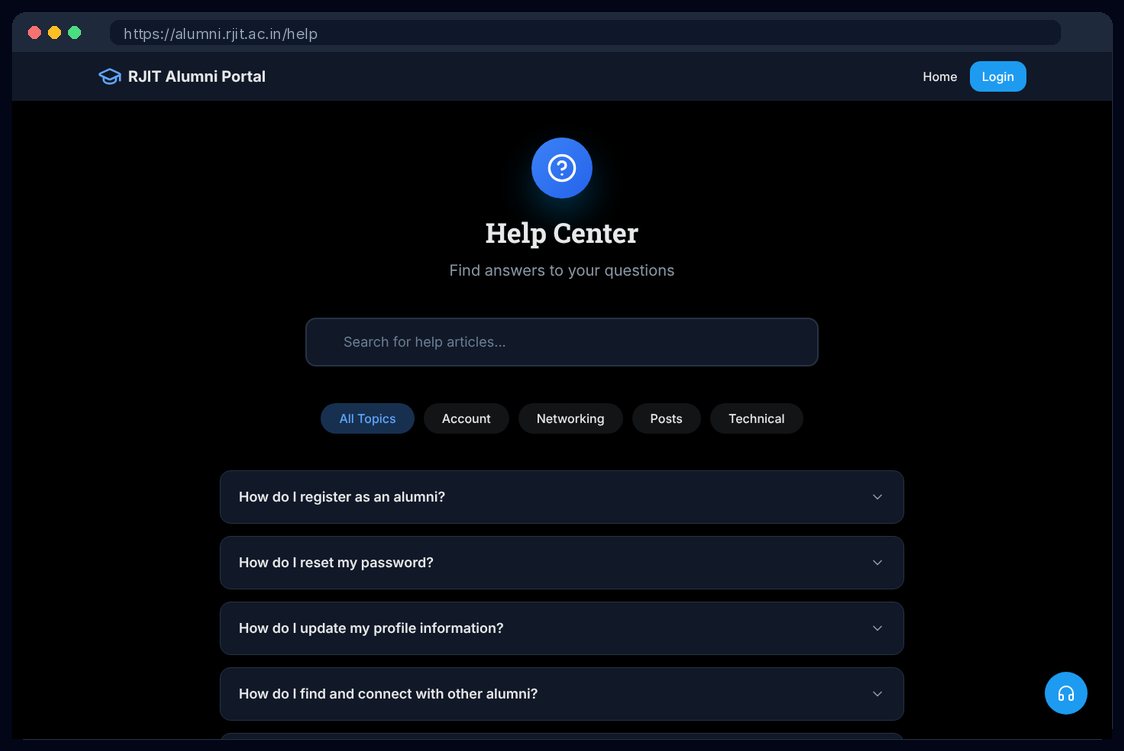 https://alumni.rjit.ac.in/help
RJIT Alumni Portal
Home
Login
Help Center
Find answers to your questions
Search for help articles...
All Topics
Account
Networking
Posts
Technical
How do I register as an alumni?
How do I reset my password?
How do I update my profile information?
How do I find and connect with other alumni?